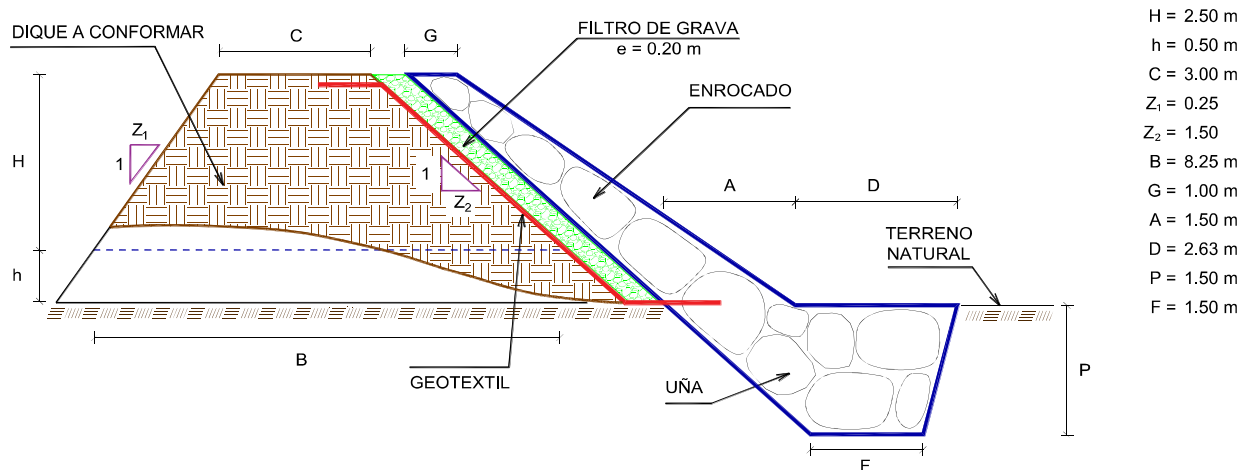 DIQUE A CONFORMAR
C
G
FILTRO DE GRAVA
e = 0.20 m
ENROCADO
H = 2.50 m
h = 0.50 m
C = 3.00 m
Z₁ = 0.25
Z₂ = 1.50
B = 8.25 m
G = 1.00 m
A = 1.50 m
D = 2.63 m
P = 1.50 m
F = 1.50 m
Z₁
1
H
1
Z₂
A
D
TERRENO
NATURAL
h
B
GEOTEXTIL
UÑA
P
F